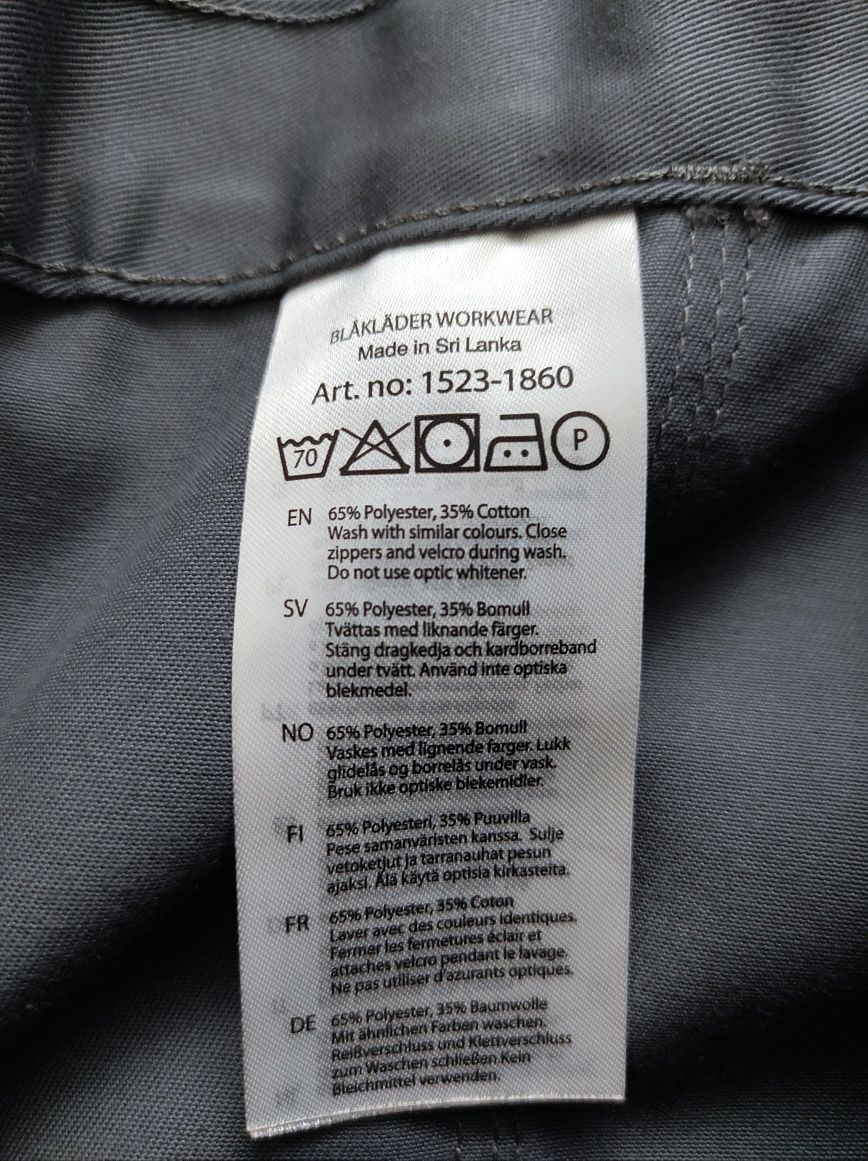 BLÅKLÄDER WORKWEAR
Made in Sri Lanka
Art. no: 1523-1860
70 P
EN 65% Polyester, 35% Cotton
Wash with similar colours. Close
zippers and velcro during wash.
Do not use optic whitener.
SV 65% Polyester, 35% Bomull
Tvättas med liknande färger.
Stäng dragkedja och kardborreband
under tvätt. Använd inte optiska
blekmedel.
NO 65% Polyester, 35% Bomull
Vaskes med lignende farger. Lukk
glidelås og borrelås under vask.
Bruk ikke optiske blekemidler.
FI 65% Polyesteri, 35% Puuvilla
Pese samanväristen kanssa. Sulje
vetoketjut ja tarranauhat pesun
ajaksi. Älä käytä optisia kirkasteita.
FR 65% Polyester, 35% Coton
Laver avec des couleurs identiques.
Fermer les fermetures éclair et
attaches velcro pendant le lavage.
Ne pas utiliser d'azurants optiques.
DE 65% Polyester, 35% Baumwolle
Mit ähnlichen Farben waschen.
Reißverschluss und Klettverschluss
zum Waschen schließen.Kein
Bleichmittel verwenden.